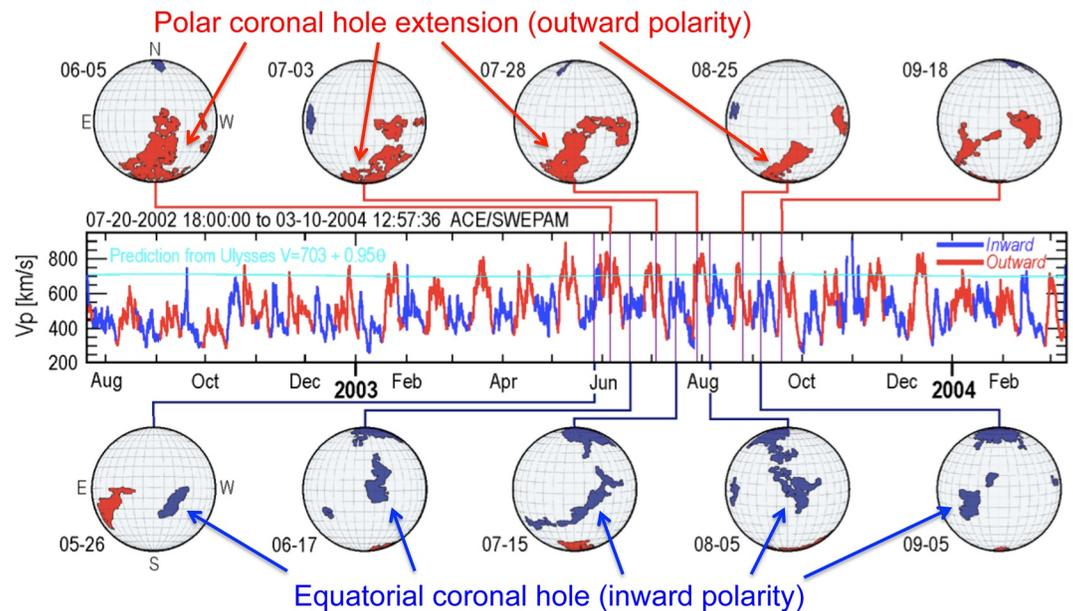 Polar coronal hole extension (outward polarity)
N
06-05
07-03
07-28
08-25
09-18
E
W
07-20-2002 18:00:00 to 03-10-2004 12:57:36 ACE/SWEPAM
Prediction from Ulysses V=703 + 0.95θ
Inward
Outward
Vp [km/s]
800
600
400
200
Aug
Oct
Dec
2003
Feb
Apr
Jun
Aug
Oct
Dec
2004
Feb
E
W
05-26
S
06-17
07-15
08-05
09-05
Equatorial coronal hole (inward polarity)